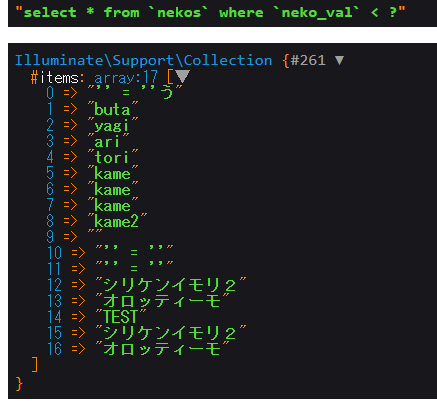 "select * from `nekos` where `neko_val` < ?"
Illuminate\Support\Collection {#261 ▼
#items: array:17 [▼
0 => "'' = ''う"
1 => "buta"
2 => "yagi"
3 => "ari"
4 => "tori"
5 => "kame"
6 => "kame"
7 => "kame"
8 => "kame2"
9 => ""
10 => "'' = ''"
11 => "'' = ''"
12 => "シリケンイモリ２"
13 => "オロッティーモ"
14 => "TEST"
15 => "シリケンイモリ２"
16 => "オロッティーモ"
]
}